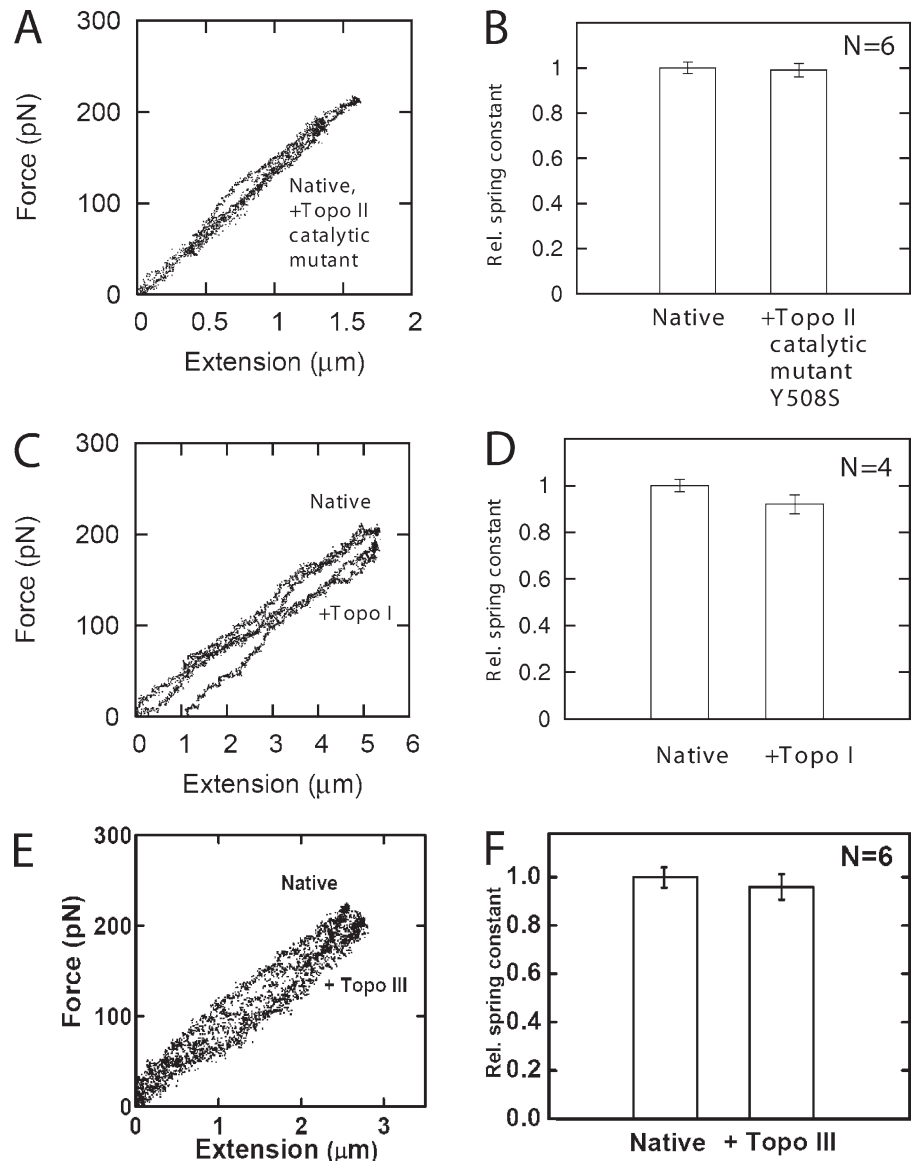 A
Force (pN)
300
200
100
0
Native,
+Topo II
catalytic
mutant
0 0.5 1 1.5 2
Extension (μm)
B
N=6
Rel. spring constant
1
0.8
0.6
0.4
0.2
0
Native +Topo II
catalytic
mutant
Y508S
C
Force (pN)
300
200
100
0
Native
+Topo I
0 1 2 3 4 5 6
Extension (μm)
D
N=4
Rel. spring constant
1
0.8
0.6
0.4
0.2
0
Native +Topo I
E
Force (pN)
300
200
100
0
Native
+ Topo III
0 1 2 3
Extension (μm)
F
N=6
Rel. spring constant
1.0
0.8
0.6
0.4
0.2
0.0
Native + Topo III